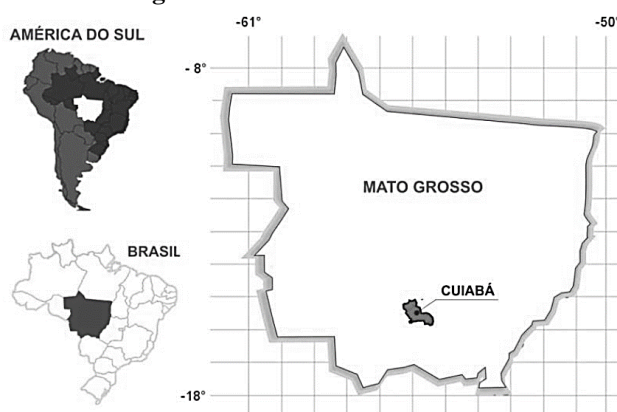 AMÉRICA DO SUL
BRASIL
-61°
-50°
- 8°
MATO GROSSO
CUIABÁ
-18°